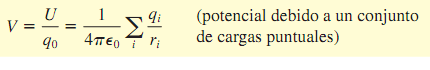 V = U/q₀ = 1/4πϵ₀ ∑ᵢ qᵢ/rᵢ (potencial debido a un conjunto
de cargas puntuales)